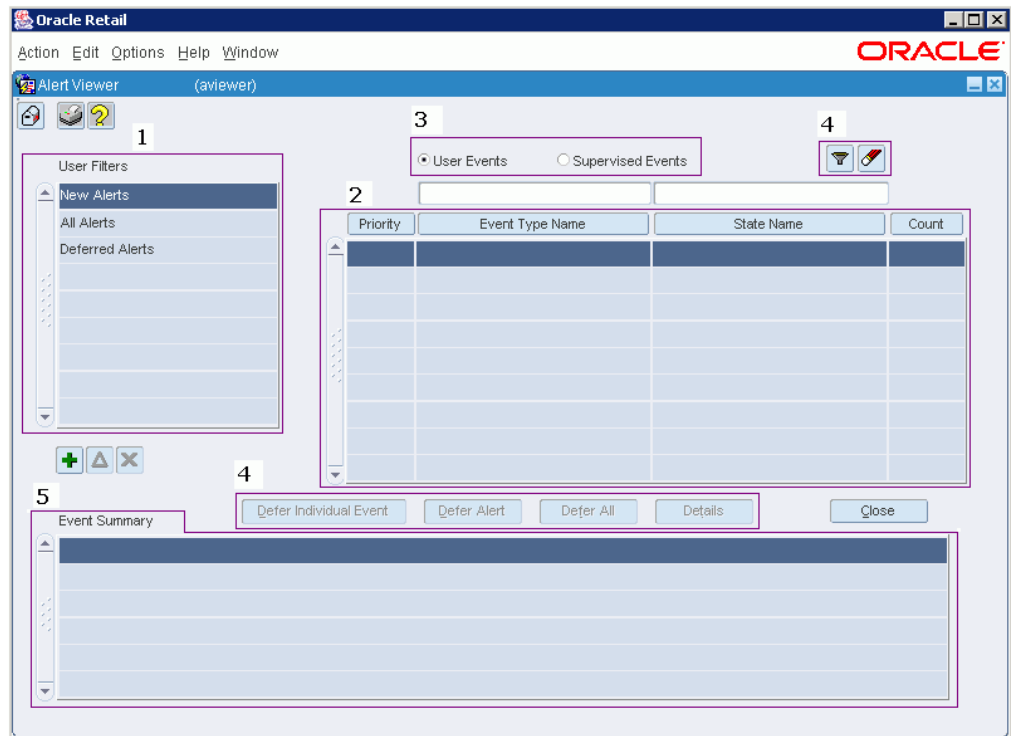 Oracle Retail
Action Edit Options Help Window
ORACLE
Alert Viewer (aviewer)
1
3
4
User Filters
User Events Supervised Events
New Alerts
All Alerts
Deferred Alerts
2
Priority Event Type Name State Name Count
4
Defer Individual Event Defer Alert Defer All Details Close
5
Event Summary